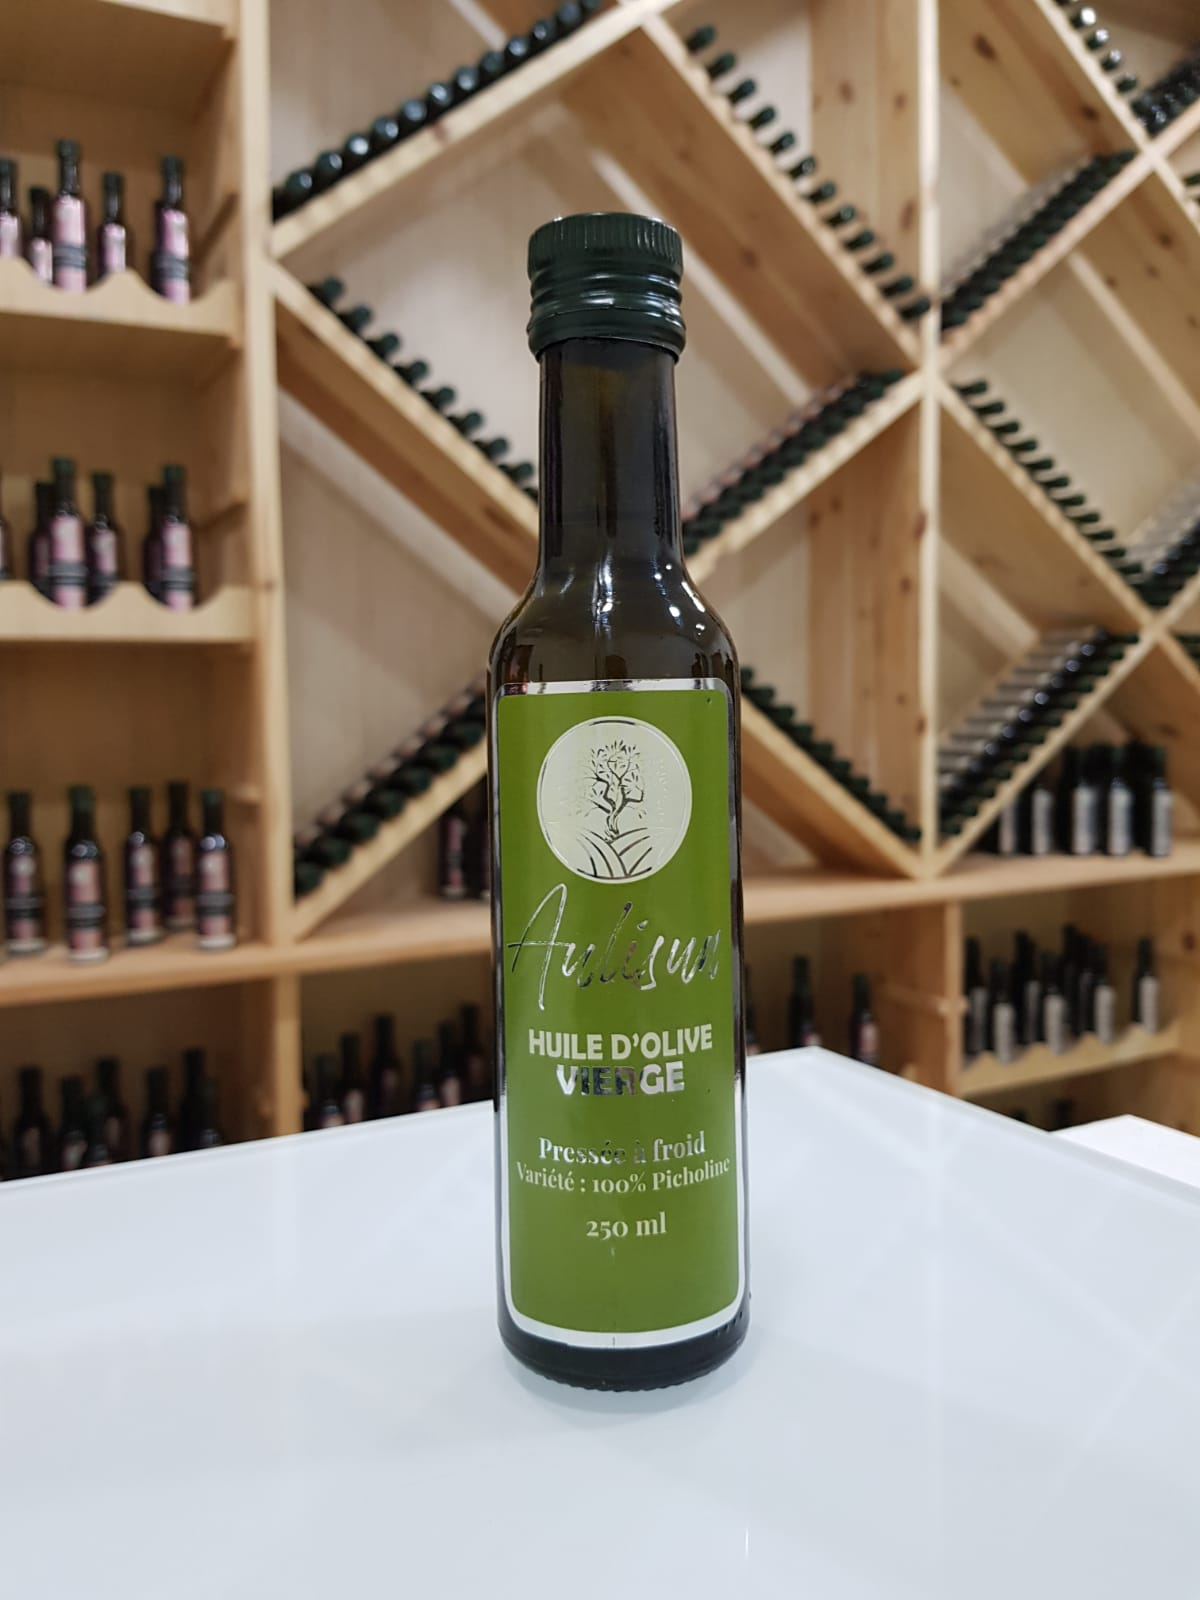 Aulisun
HUILE D'OLIVE
VIERGE
Pressée à froid
Variété : 100% Picholine
250 ml